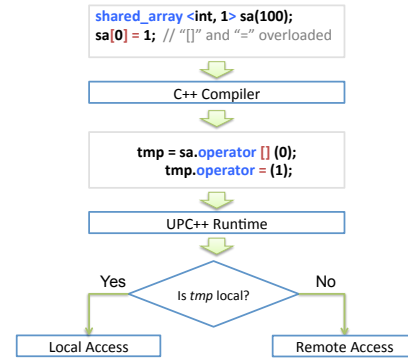 shared_array <int, 1> sa(100);
sa[0] = 1; // “[]” and “=” overloaded
C++ Compiler
tmp = sa.operator [] (0);
tmp.operator = (1);
UPC++ Runtime
Yes
Is tmp local?
No
Local Access
Remote Access